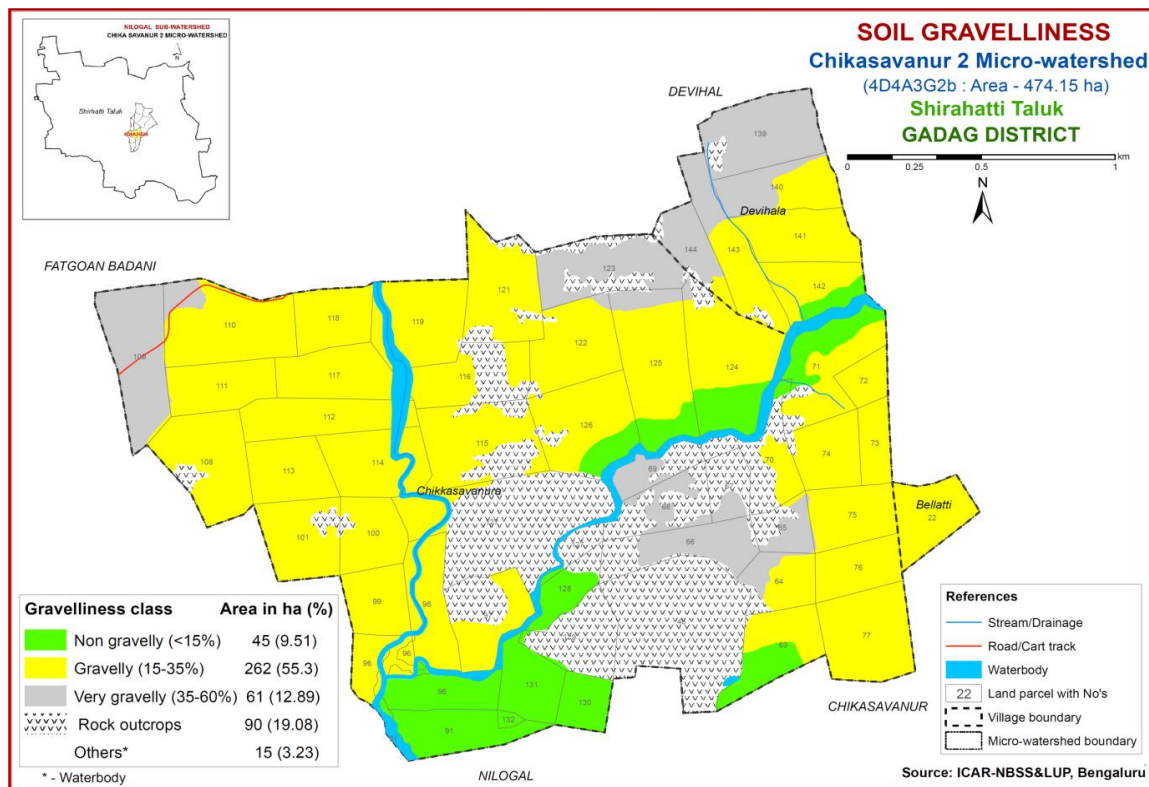 NILOGAL SUB-WATERSHED
CHIKA SAVANUR 2 MICRO-WATERSHED
N
Shirhatti Taluk
SOIL GRAVELLINESS
Chikasavanur 2 Micro-watershed
(4D4A3G2b : Area - 474.15 ha)
Shirahatti Taluk
GADAG DISTRICT
0 0.25 0.5 1 km
N
DEVIHAL
139
140
Devihala
141
143
144
142
FATGOAN BADANI
123
121
110
118
119
109
122
125
124
71
72
111
117
116
112
126
73
115
108
113
114
70
74
69
Chikkasavanura
68
101
100
75
Bellatti
22
65
66
76
64
128
99
98
77
63
96
96
96
131
130
132
91
CHIKASAVANUR
NILOGAL
Gravelliness class Area in ha (%)
Non gravelly (<15%) 45 (9.51)
Gravelly (15-35%) 262 (55.3)
Very gravelly (35-60%) 61 (12.89)
Rock outcrops 90 (19.08)
Others* 15 (3.23)
* - Waterbody
References
Stream/Drainage
Road/Cart track
Waterbody
22 Land parcel with No's
Village boundary
Micro-watershed boundary
Source: ICAR-NBSS&LUP, Bengaluru